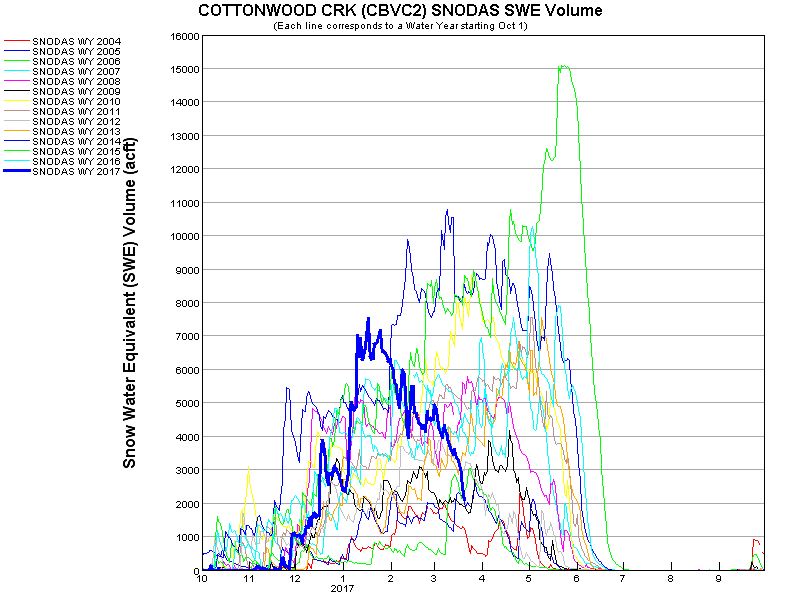 COTTONWOOD CRK (CBVC2) SNODAS SWE Volume
(Each line corresponds to a Water Year starting Oct 1)
SNODAS WY 2004
SNODAS WY 2005
SNODAS WY 2006
SNODAS WY 2007
SNODAS WY 2008
SNODAS WY 2009
SNODAS WY 2010
SNODAS WY 2011
SNODAS WY 2012
SNODAS WY 2013
SNODAS WY 2014
SNODAS WY 2015
SNODAS WY 2016
SNODAS WY 2017
Snow Water Equivalent (SWE) Volume (acft)
16000
15000
14000
13000
12000
11000
10000
9000
8000
7000
6000
5000
4000
3000
2000
1000
0
10 11 12 1 2 3 4 5 6 7 8 9
2017